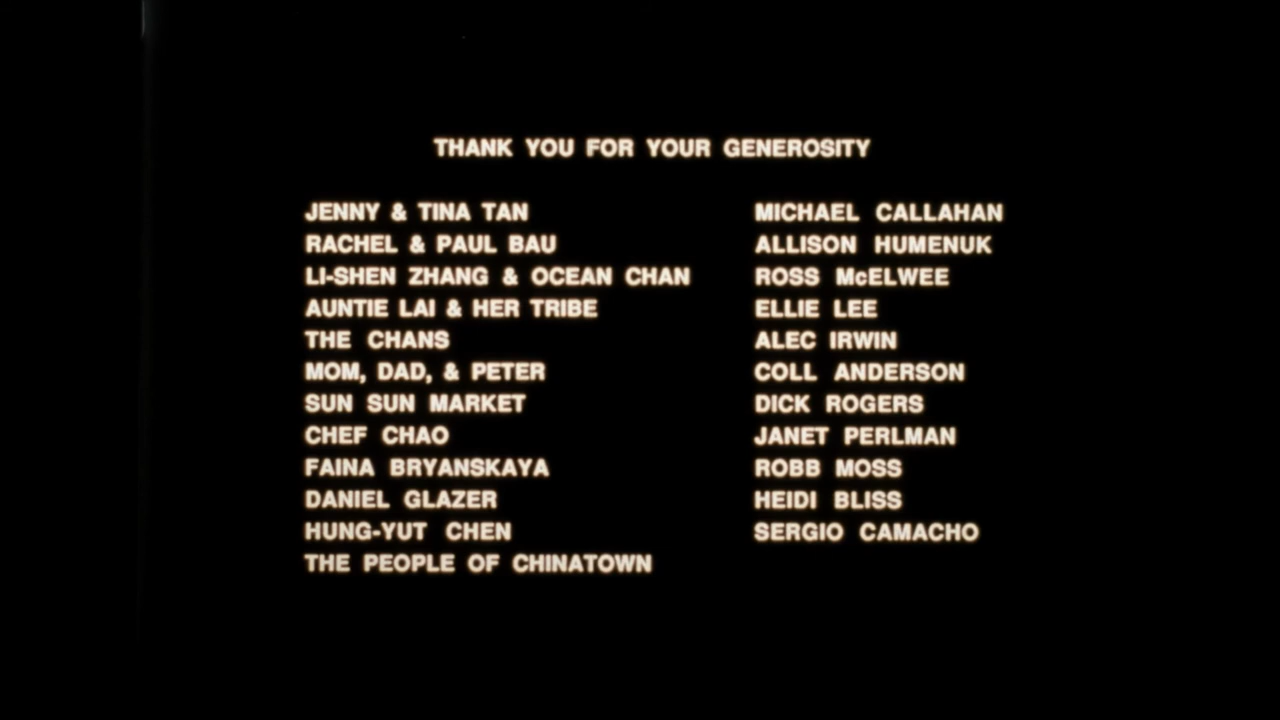 THANK YOU FOR YOUR GENEROSITY
JENNY & TINA TAN
RACHEL & PAUL BAU
LI-SHEN ZHANG & OCEAN CHAN
AUNTIE LAI & HER TRIBE
THE CHANS
MOM, DAD, & PETER
SUN SUN MARKET
CHEF CHAO
FAINA BRYANSKAYA
DANIEL GLAZER
HUNG-YUT CHEN
THE PEOPLE OF CHINATOWN
MICHAEL CALLAHAN
ALLISON HUMENUK
ROSS McELWEE
ELLIE LEE
ALEC IRWIN
COLL ANDERSON
DICK ROGERS
JANET PERLMAN
ROBB MOSS
HEIDI BLISS
SERGIO CAMACHO